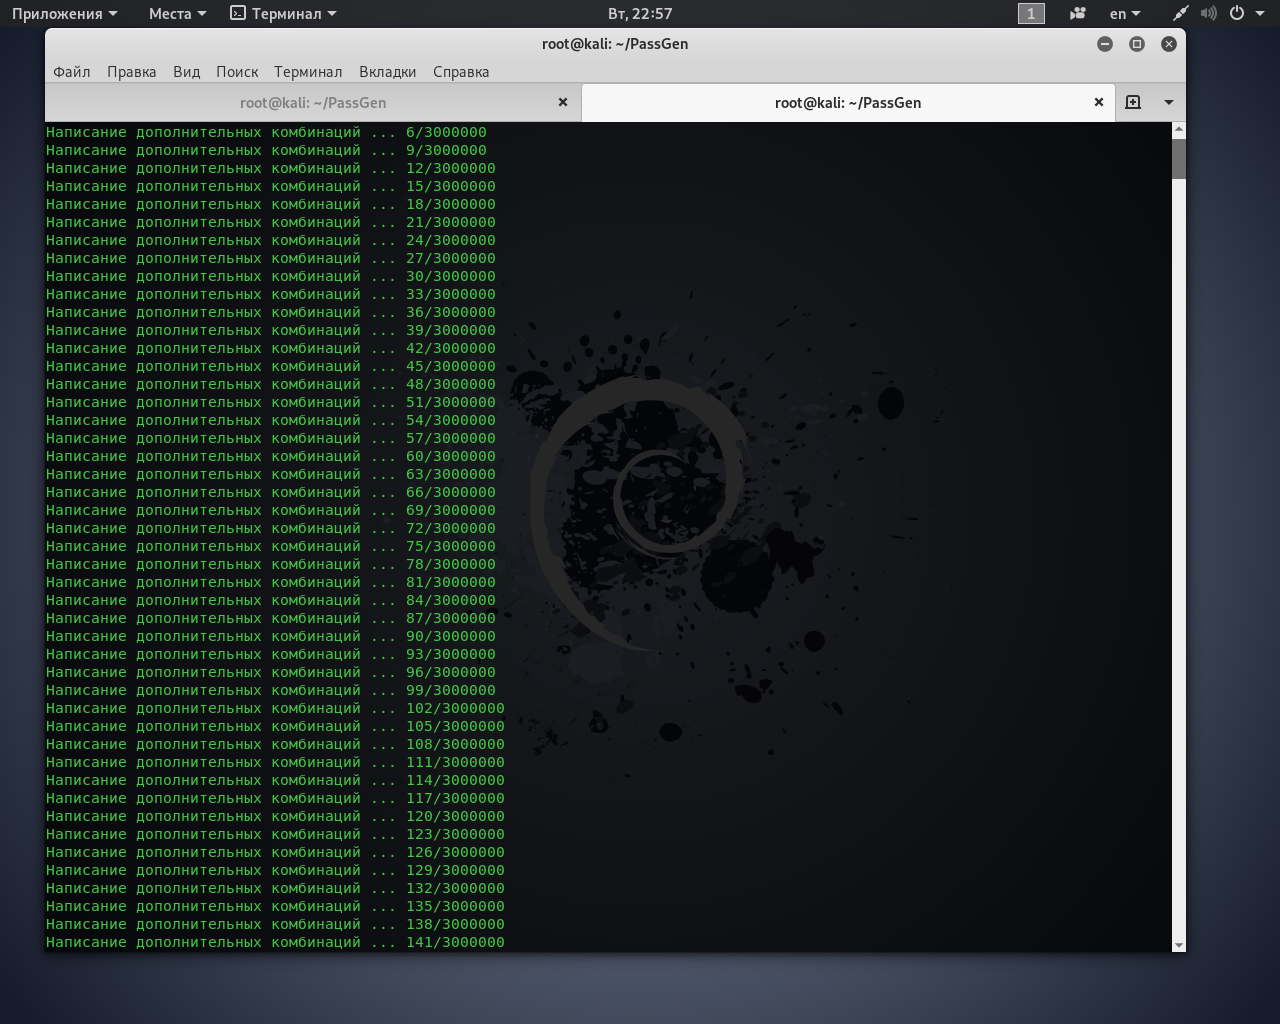 Приложения Места Терминал Вт, 22:57 1 en
root@kali: ~/PassGen
Файл Правка Вид Поиск Терминал Вкладки Справка
root@kali: ~/PassGen root@kali: ~/PassGen
Написание дополнительных комбинаций ... 6/3000000
Написание дополнительных комбинаций ... 9/3000000
Написание дополнительных комбинаций ... 12/3000000
Написание дополнительных комбинаций ... 15/3000000
Написание дополнительных комбинаций ... 18/3000000
Написание дополнительных комбинаций ... 21/3000000
Написание дополнительных комбинаций ... 24/3000000
Написание дополнительных комбинаций ... 27/3000000
Написание дополнительных комбинаций ... 30/3000000
Написание дополнительных комбинаций ... 33/3000000
Написание дополнительных комбинаций ... 36/3000000
Написание дополнительных комбинаций ... 39/3000000
Написание дополнительных комбинаций ... 42/3000000
Написание дополнительных комбинаций ... 45/3000000
Написание дополнительных комбинаций ... 48/3000000
Написание дополнительных комбинаций ... 51/3000000
Написание дополнительных комбинаций ... 54/3000000
Написание дополнительных комбинаций ... 57/3000000
Написание дополнительных комбинаций ... 60/3000000
Написание дополнительных комбинаций ... 63/3000000
Написание дополнительных комбинаций ... 66/3000000
Написание дополнительных комбинаций ... 69/3000000
Написание дополнительных комбинаций ... 72/3000000
Написание дополнительных комбинаций ... 75/3000000
Написание дополнительных комбинаций ... 78/3000000
Написание дополнительных комбинаций ... 81/3000000
Написание дополнительных комбинаций ... 84/3000000
Написание дополнительных комбинаций ... 87/3000000
Написание дополнительных комбинаций ... 90/3000000
Написание дополнительных комбинаций ... 93/3000000
Написание дополнительных комбинаций ... 96/3000000
Написание дополнительных комбинаций ... 99/3000000
Написание дополнительных комбинаций ... 102/3000000
Написание дополнительных комбинаций ... 105/3000000
Написание дополнительных комбинаций ... 108/3000000
Написание дополнительных комбинаций ... 111/3000000
Написание дополнительных комбинаций ... 114/3000000
Написание дополнительных комбинаций ... 117/3000000
Написание дополнительных комбинаций ... 120/3000000
Написание дополнительных комбинаций ... 123/3000000
Написание дополнительных комбинаций ... 126/3000000
Написание дополнительных комбинаций ... 129/3000000
Написание дополнительных комбинаций ... 132/3000000
Написание дополнительных комбинаций ... 135/3000000
Написание дополнительных комбинаций ... 138/3000000
Написание дополнительных комбинаций ... 141/3000000